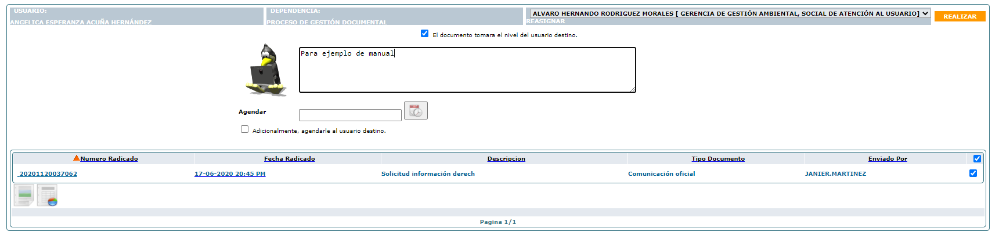 USUARIO:
ANGELICA ESPERANZA ACUÑA HERNÁNDEZ
DEPENDENCIA:
PROCESO DE GESTIÓN DOCUMENTAL
ALVARO HERNANDO RODRIGUEZ MORALES [ GERENCIA DE GESTIÓN AMBIENTAL, SOCIAL DE ATENCIÓN AL USUARIO]
REASIGNAR
REALIZAR
El documento tomara el nivel del usuario destino.
Para ejemplo de manual
Agendar
Adicionalmente, agendarle al usuario destino.
Numero Radicado Fecha Radicado Descripcion Tipo Documento Enviado Por
20201120037062 17-06-2020 20:45 PM Solicitud información derech Comunicación oficial JANIER.MARTINEZ
Pagina 1/1